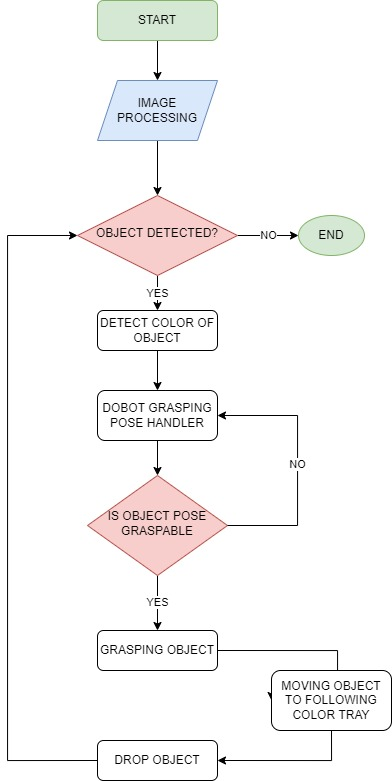 START
IMAGE
PROCESSING
OBJECT DETECTED?
NO
END
YES
DETECT COLOR OF
OBJECT
DOBOT GRASPING
POSE HANDLER
NO
IS OBJECT POSE
GRASPABLE
YES
GRASPING OBJECT
MOVING OBJECT
TO FOLLOWING
COLOR TRAY
DROP OBJECT